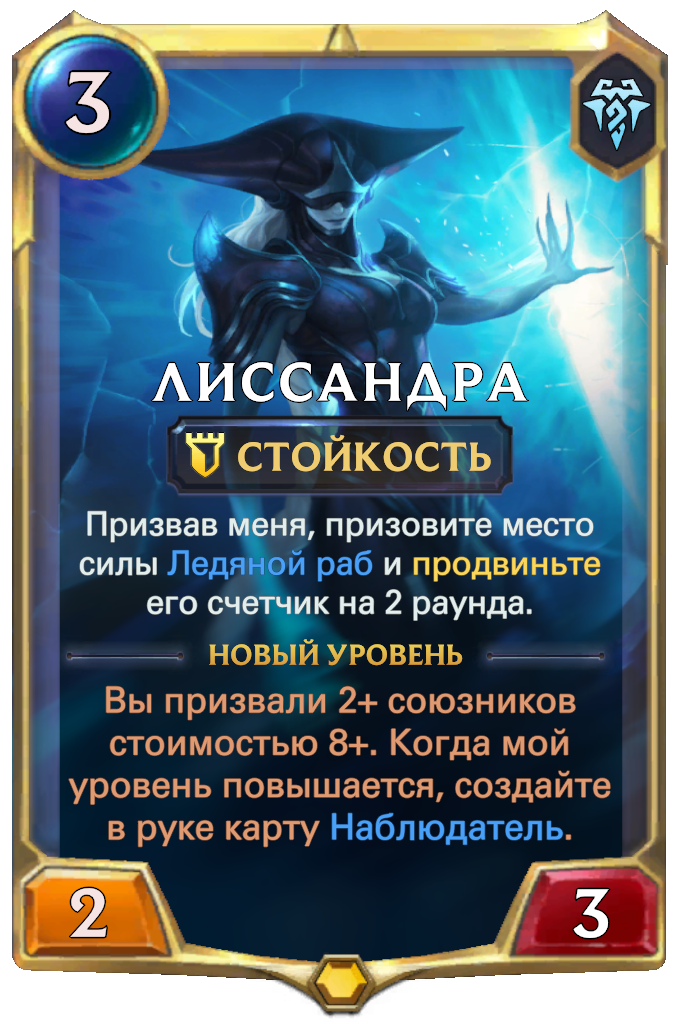 3
ЛИССАНДРА
СТОЙКОСТЬ
Призвав меня, призовите место
силы Ледяной раб и продвиньте
его счетчик на 2 раунда.
НОВЫЙ УРОВЕНЬ
Вы призвали 2+ союзников
стоимостью 8+. Когда мой
уровень повышается, создайте
в руке карту Наблюдатель.
2
3